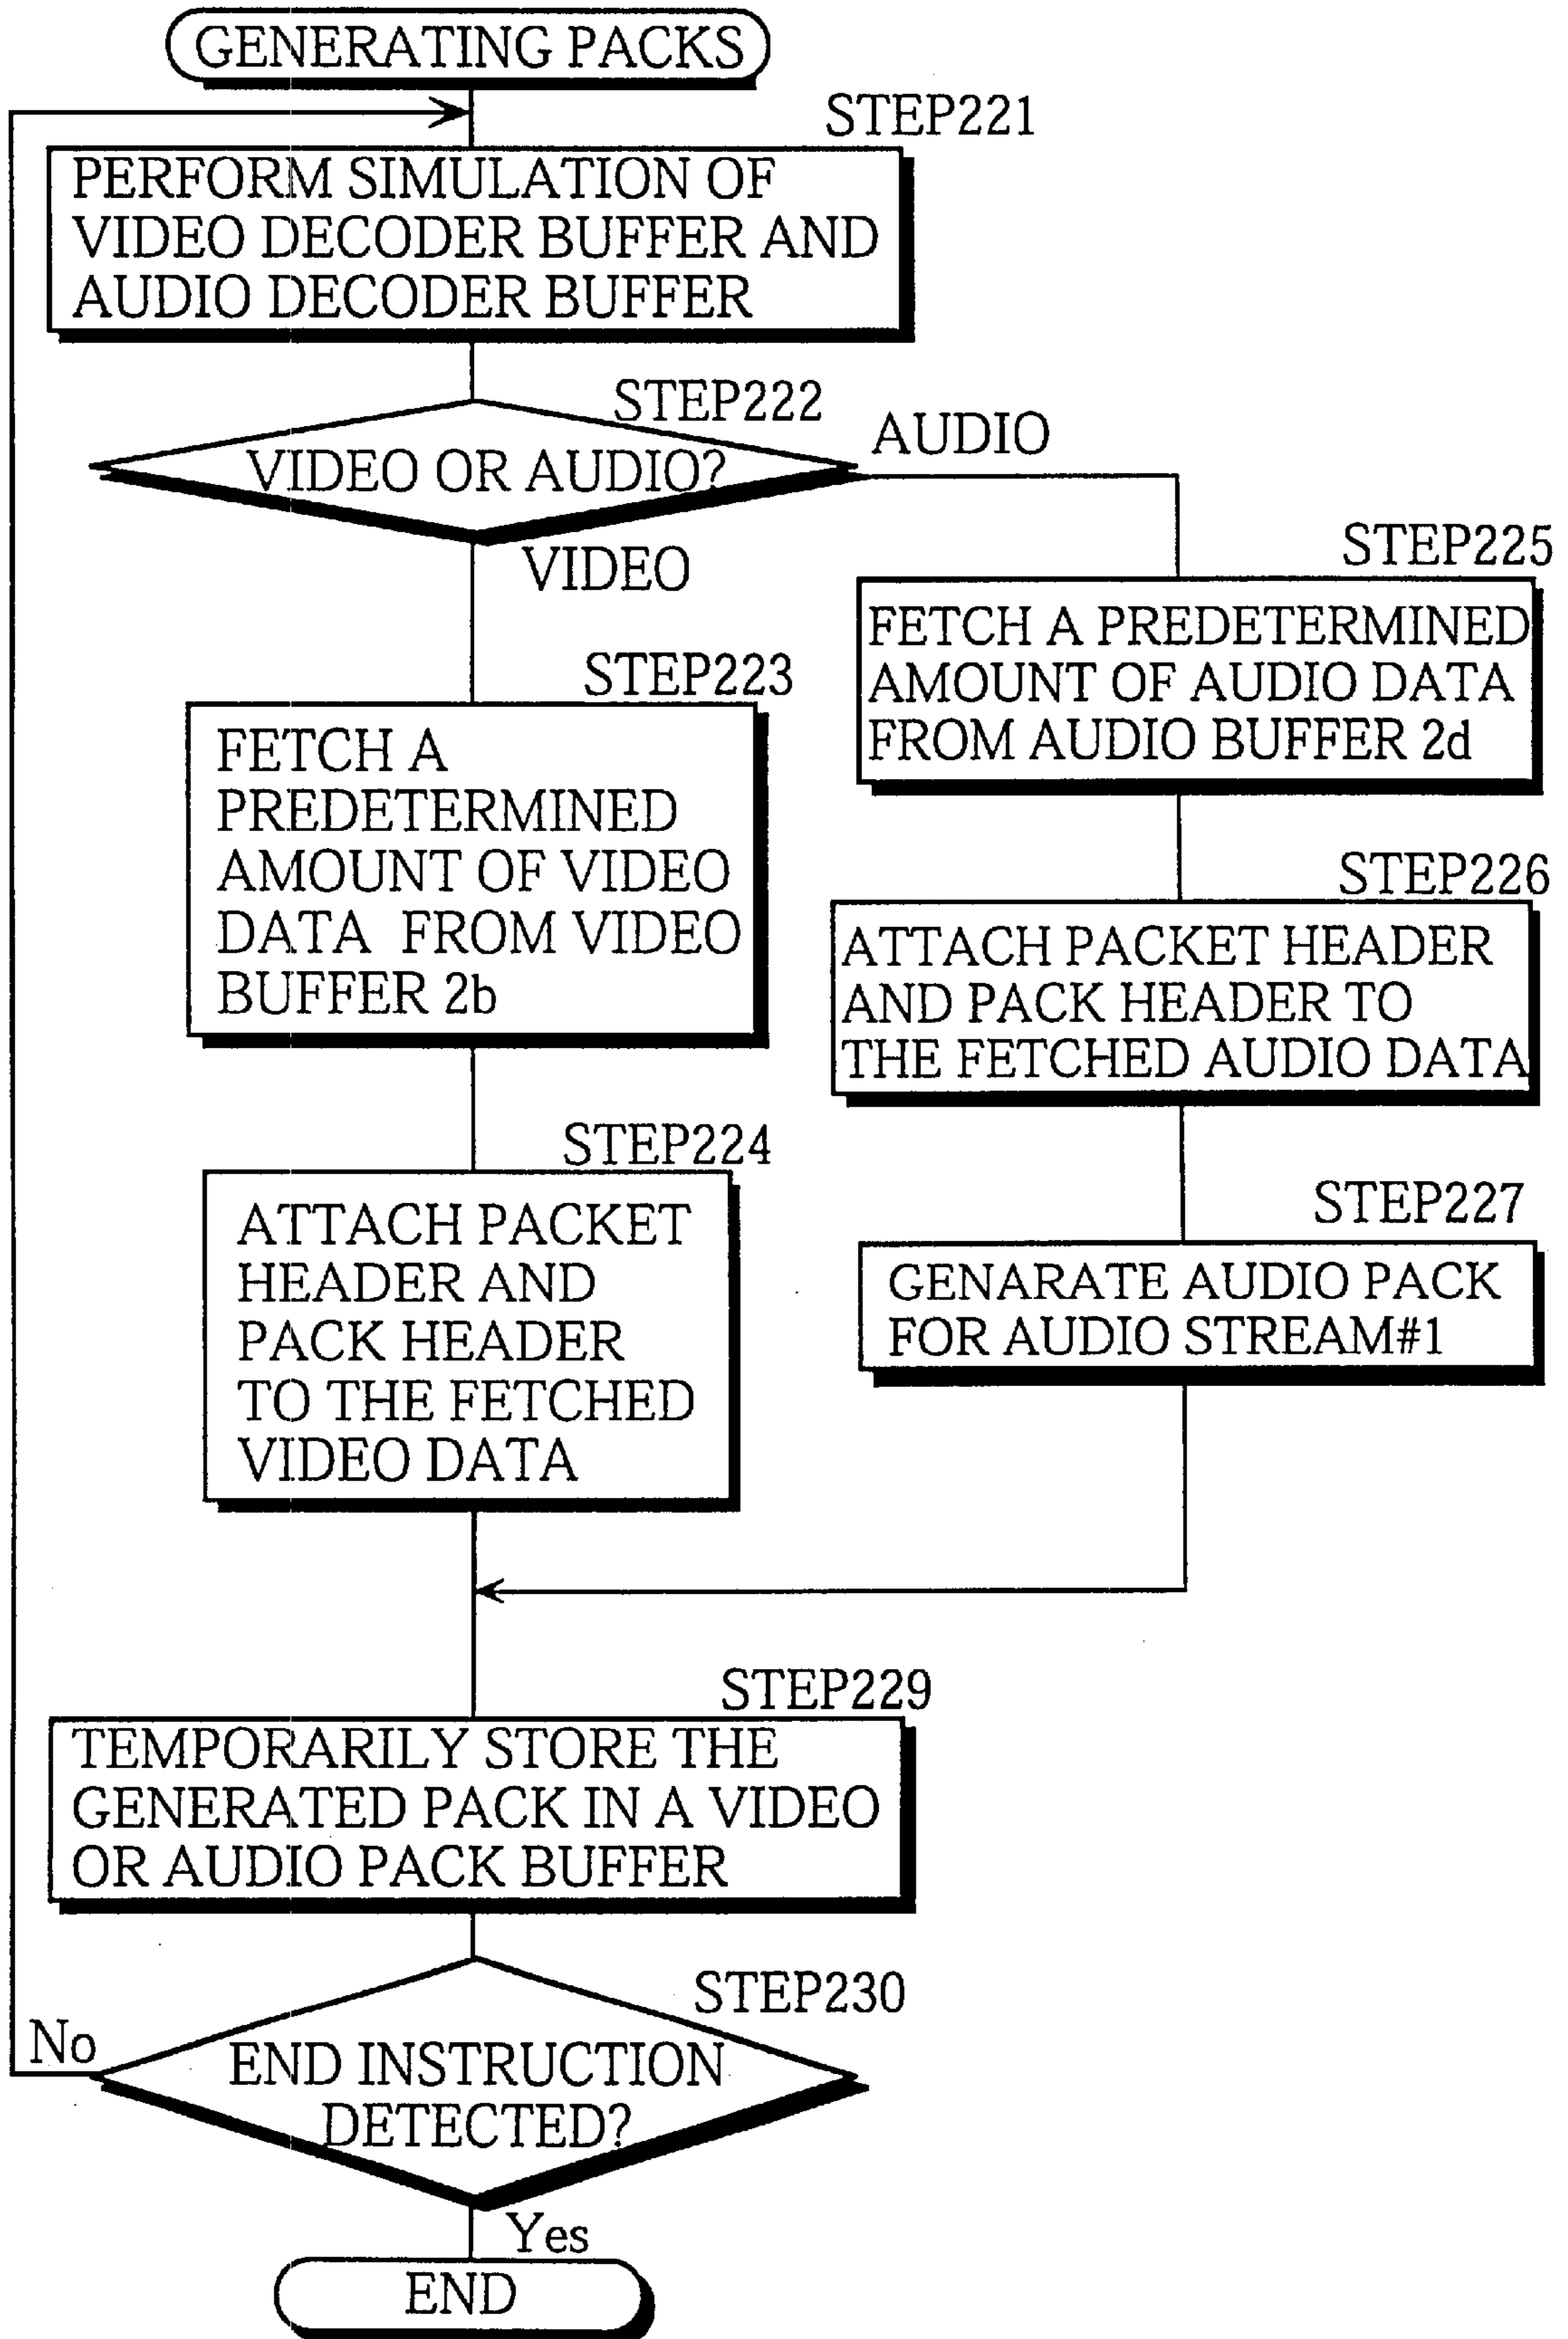 GENERATING PACKS
STEP221
PERFORM SIMULATION OF
VIDEO DECODER BUFFER AND
AUDIO DECODER BUFFER
STEP222
VIDEO OR AUDIO?
AUDIO
VIDEO
STEP223
FETCH A
PREDETERMINED
AMOUNT OF VIDEO
DATA FROM VIDEO
BUFFER 2b
STEP224
ATTACH PACKET
HEADER AND
PACK HEADER
TO THE FETCHED
VIDEO DATA
STEP225
FETCH A PREDETERMINED
AMOUNT OF AUDIO DATA
FROM AUDIO BUFFER 2d
STEP226
ATTACH PACKET HEADER
AND PACK HEADER TO
THE FETCHED AUDIO DATA
STEP227
GENARATE AUDIO PACK
FOR AUDIO STREAM#1
STEP229
TEMPORARILY STORE THE
GENERATED PACK IN A VIDEO
OR AUDIO PACK BUFFER
STEP230
END INSTRUCTION
DETECTED?
No
Yes
END